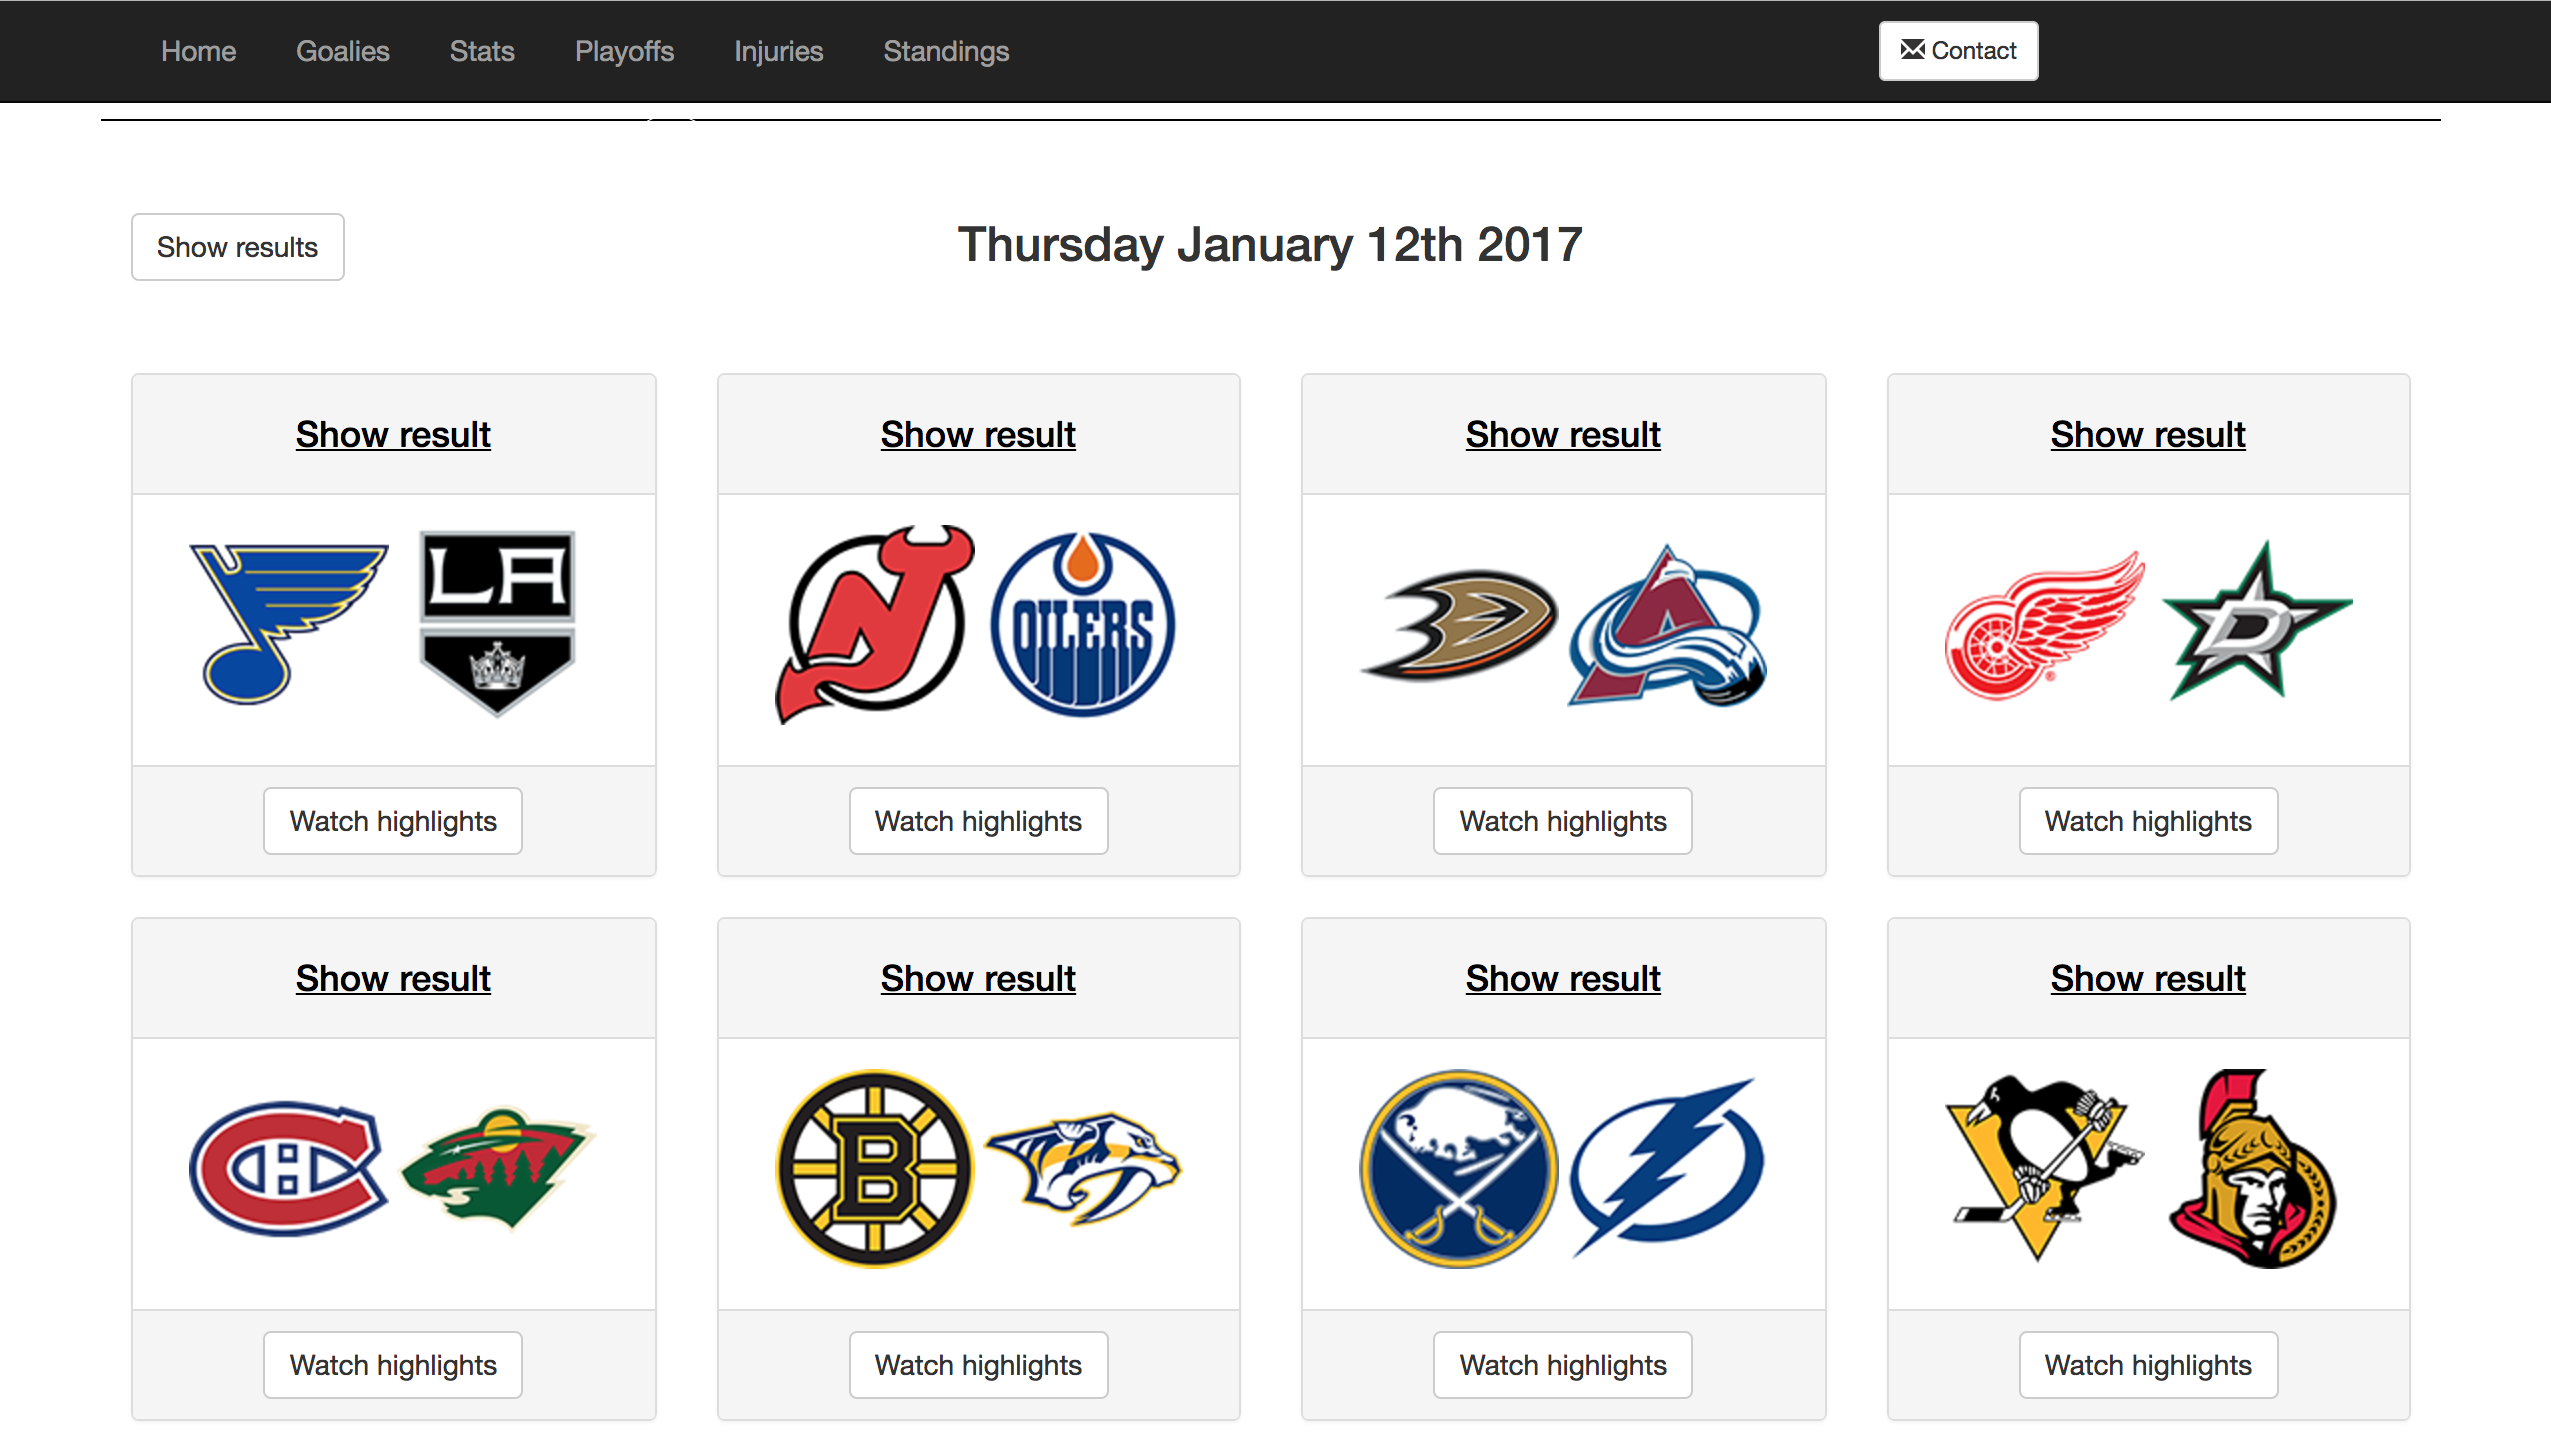 Home Goalies Stats Playoffs Injuries Standings Contact
Show results
Thursday January 12th 2017
Show result Show result Show result Show result
LA OILERS D
Watch highlights Watch highlights Watch highlights Watch highlights
Show result Show result Show result Show result
B
Watch highlights Watch highlights Watch highlights Watch highlights